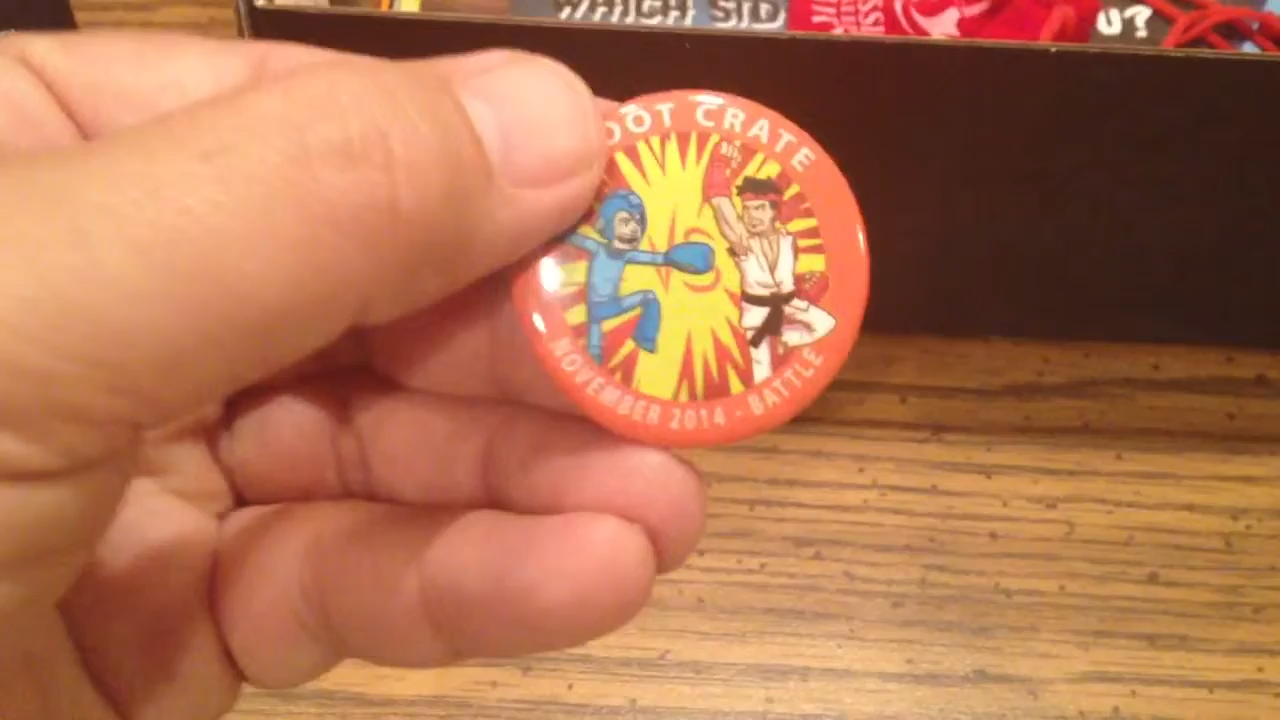 WHICH SID
U?
OOT CRATE
VS
NOVEMBER 2014 - BATTLE